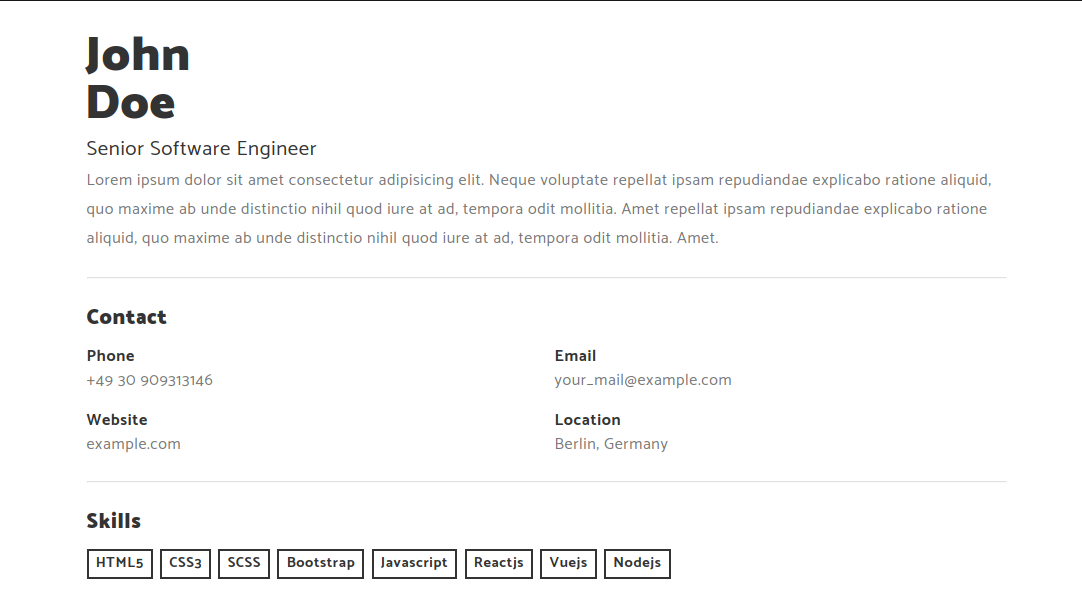 John
Doe
Senior Software Engineer
Lorem ipsum dolor sit amet consectetur adipisicing elit. Neque voluptate repellat ipsam repudiandae explicabo ratione aliquid,
quo maxime ab unde distinctio nihil quod iure at ad, tempora odit mollitia. Amet repellat ipsam repudiandae explicabo ratione
aliquid, quo maxime ab unde distinctio nihil quod iure at ad, tempora odit mollitia. Amet.
Contact
Phone Email
+49 30 909313146 your_mail@example.com
Website Location
example.com Berlin, Germany
Skills
HTML5 CSS3 SCSS Bootstrap Javascript Reactjs Vuejs Nodejs